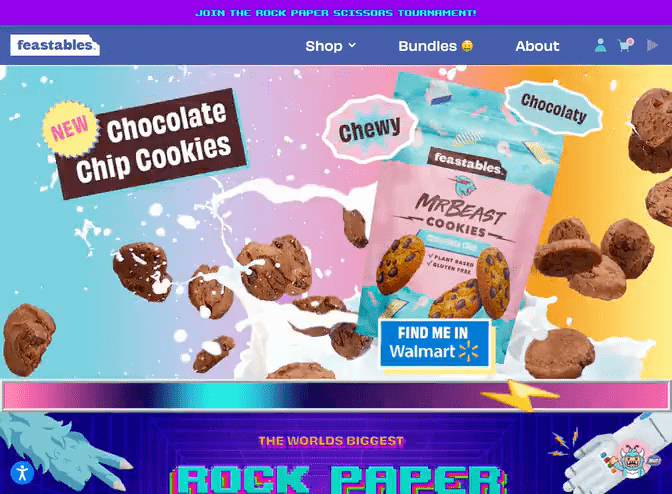 JOIN THE ROCK PAPER SCISSORS TOURNAMENT!
feastables.
Shop
Bundles 🤑
About
NEW
Chocolate
Chip Cookies
Chewy
Chocolaty
feastables.
MRBEAST
COOKIES
CHOCOLATE CHIP
✓ PLANT BASED
✓ GLUTEN FREE
FIND ME IN
Walmart
THE WORLDS BIGGEST
ROCK PAPER